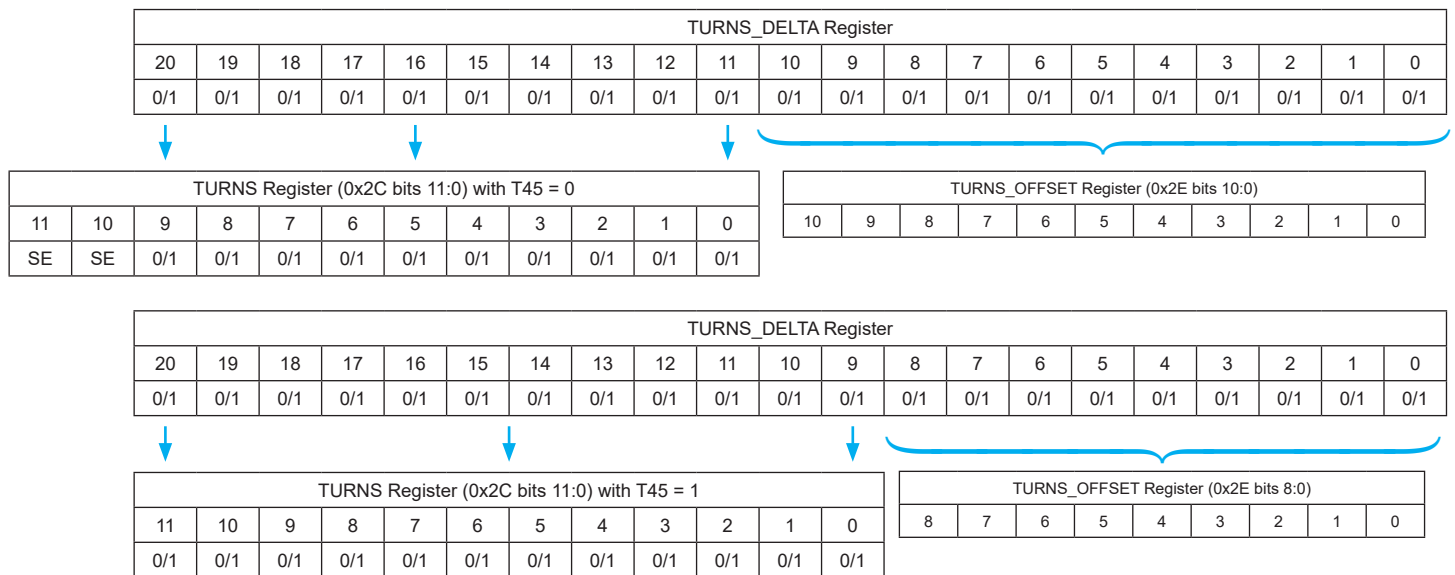 TURNS_DELTA Register
20 19 18 17 16 15 14 13 12 11 10 9 8 7 6 5 4 3 2 1 0
0/1 0/1 0/1 0/1 0/1 0/1 0/1 0/1 0/1 0/1 0/1 0/1 0/1 0/1 0/1 0/1 0/1 0/1 0/1 0/1 0/1
TURNS Register (0x2C bits 11:0) with T45 = 0
11 10 9 8 7 6 5 4 3 2 1 0
SE SE 0/1 0/1 0/1 0/1 0/1 0/1 0/1 0/1 0/1 0/1
TURNS_OFFSET Register (0x2E bits 10:0)
10 9 8 7 6 5 4 3 2 1 0
TURNS_DELTA Register
20 19 18 17 16 15 14 13 12 11 10 9 8 7 6 5 4 3 2 1 0
0/1 0/1 0/1 0/1 0/1 0/1 0/1 0/1 0/1 0/1 0/1 0/1 0/1 0/1 0/1 0/1 0/1 0/1 0/1 0/1 0/1
TURNS Register (0x2C bits 11:0) with T45 = 1
11 10 9 8 7 6 5 4 3 2 1 0
0/1 0/1 0/1 0/1 0/1 0/1 0/1 0/1 0/1 0/1 0/1 0/1
TURNS_OFFSET Register (0x2E bits 8:0)
8 7 6 5 4 3 2 1 0